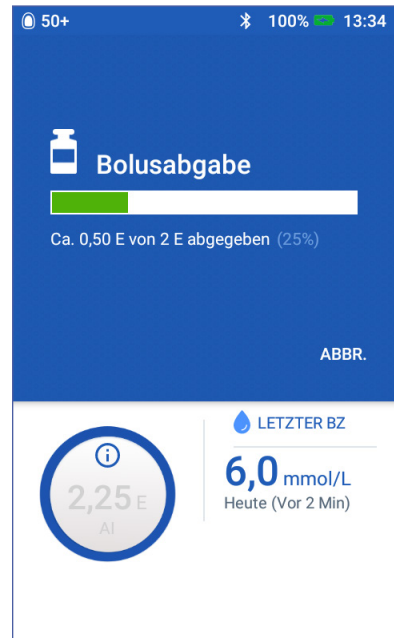 50+ 100% 13:34
Bolusabgabe
Ca. 0,50 E von 2 E abgegeben (25%)
ABBR.
LETZTER BZ
6,0 mmol/L
Heute (Vor 2 Min)
i
2,25 E
AI